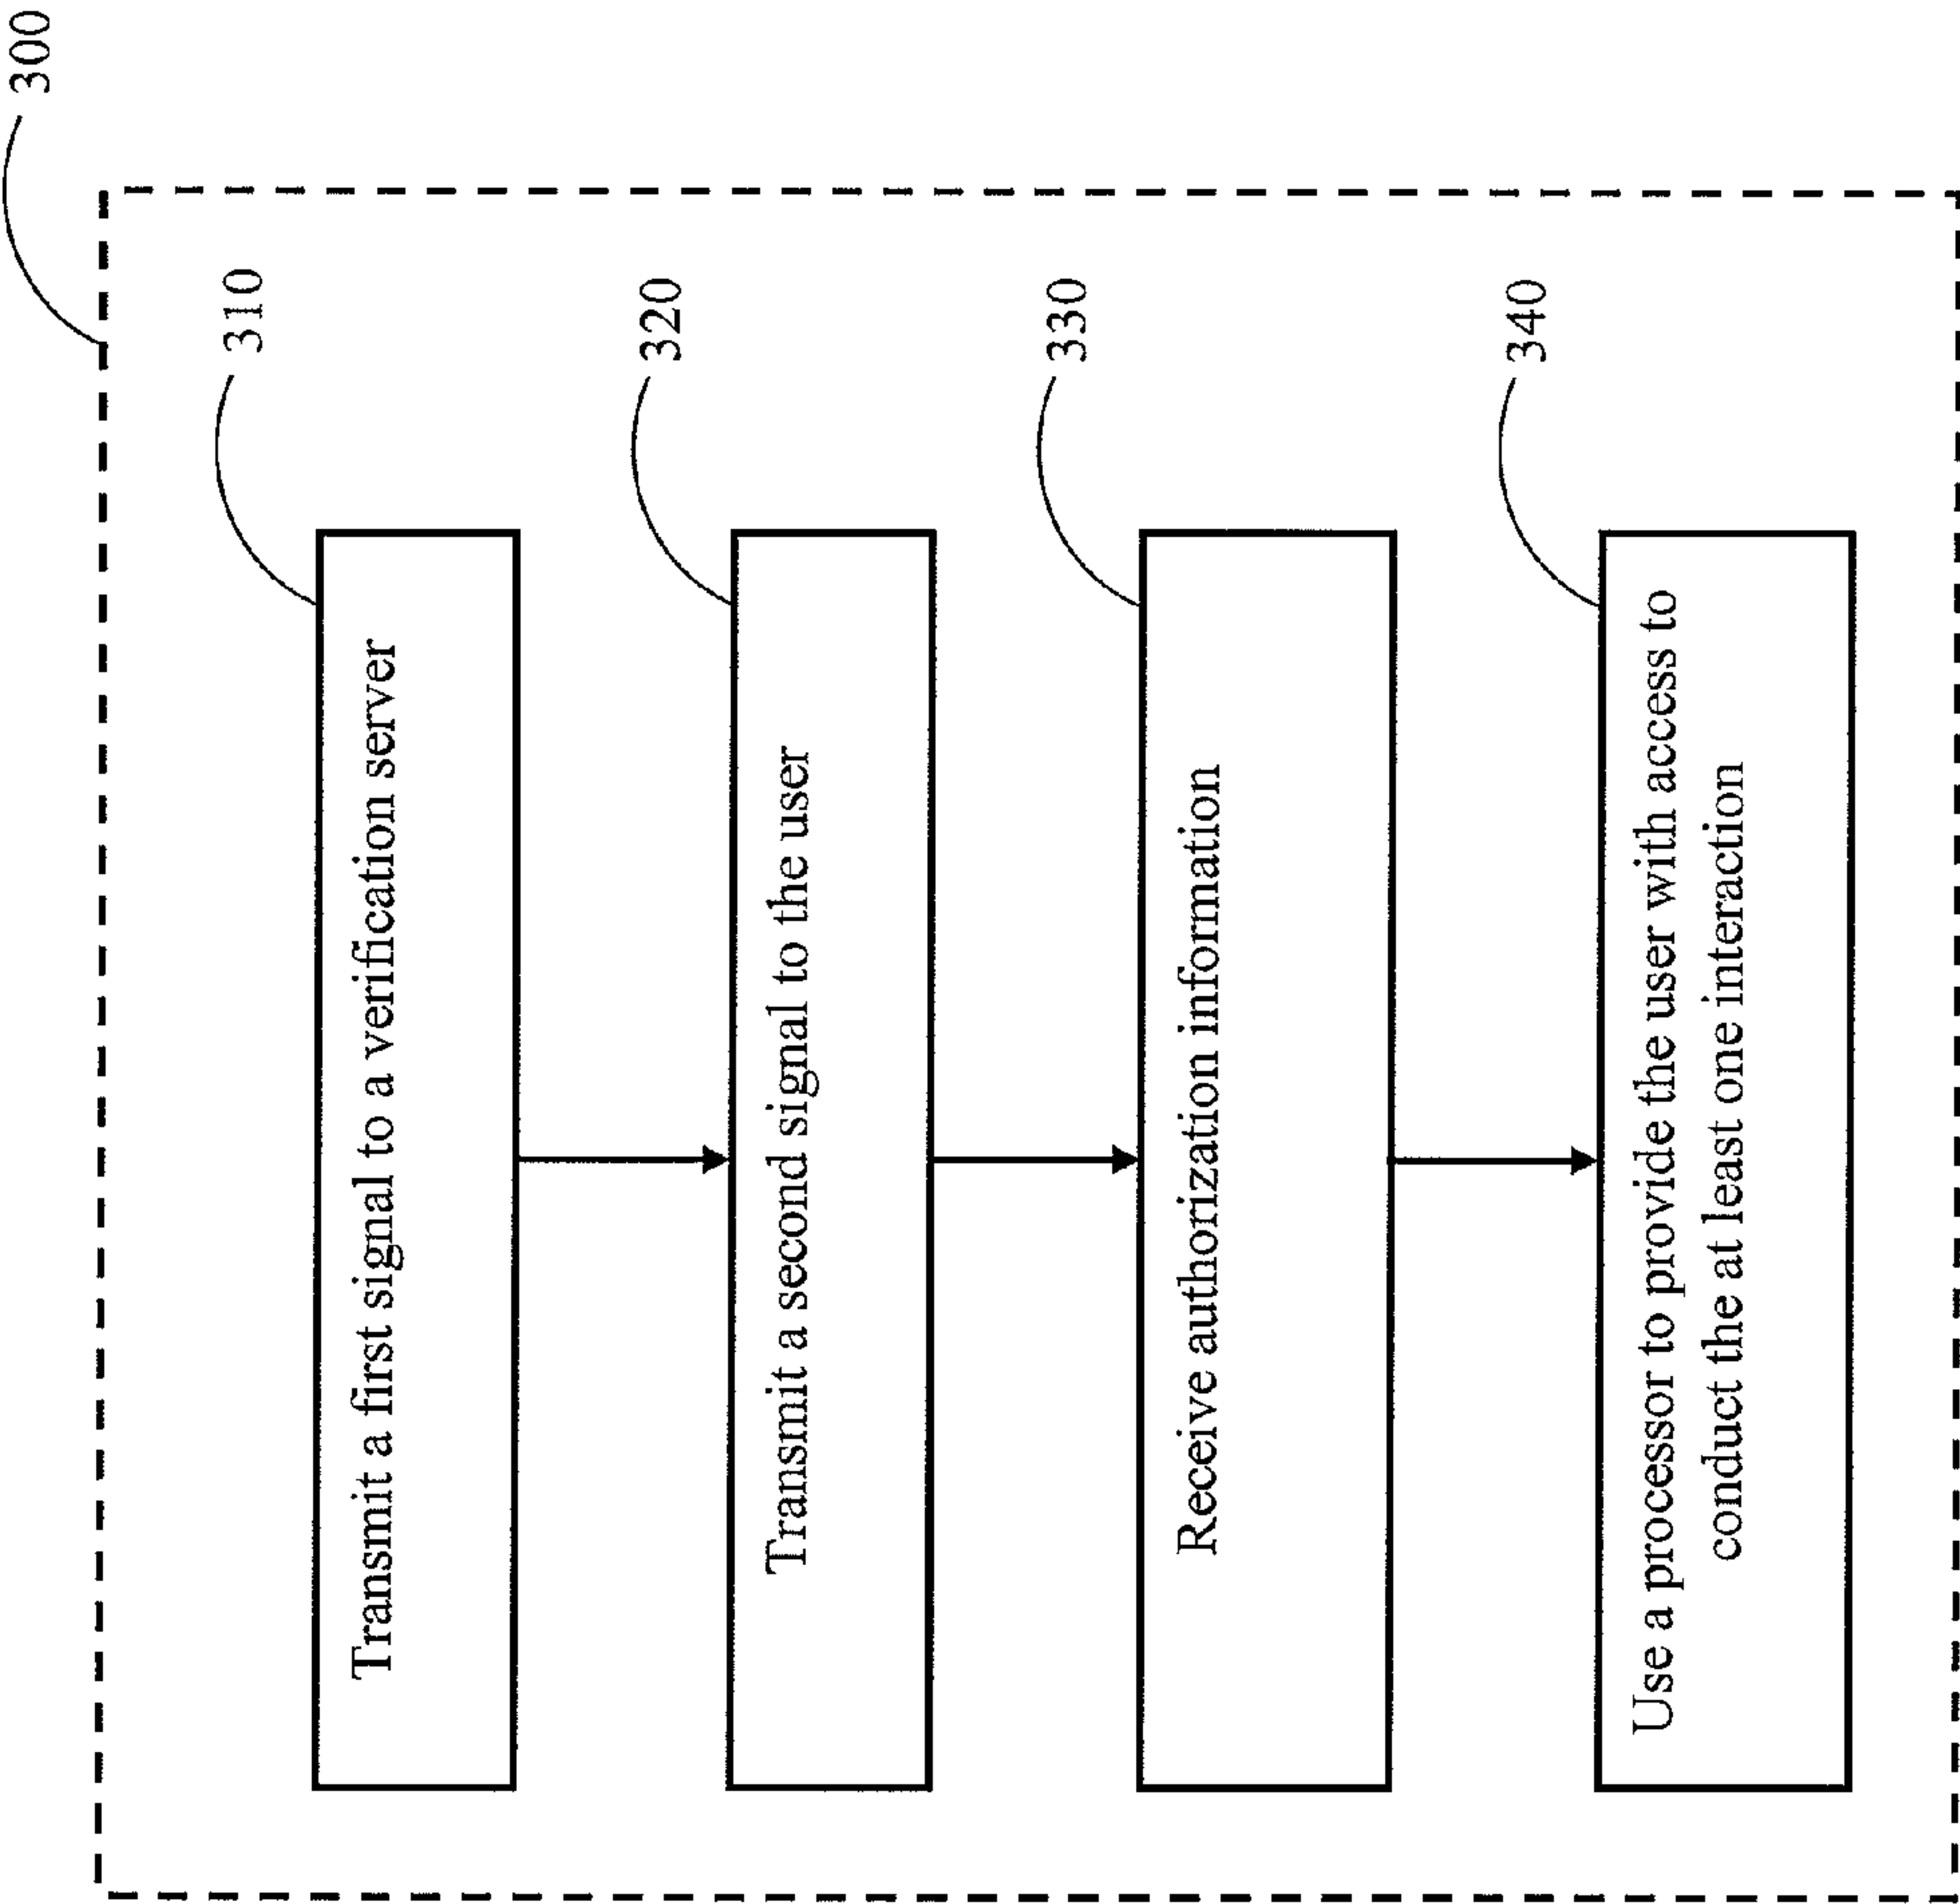 300
310
Transmit a first signal to a verification server
320
Transmit a second signal to the user
330
Receive authorization information
340
Use a processor to provide the user with access to
conduct the at least one interaction